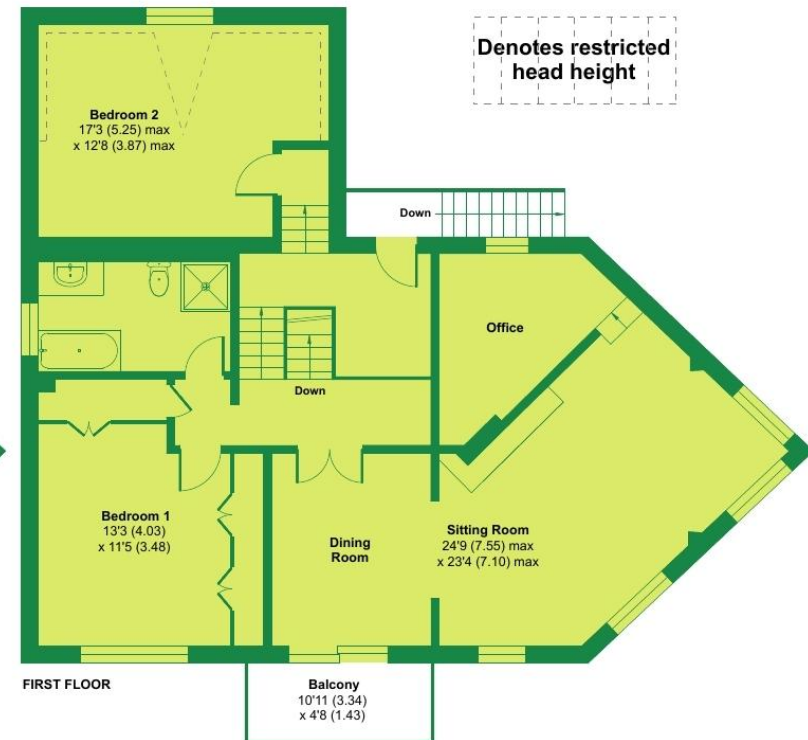 Denotes restricted
head height
Bedroom 2
17'3 (5.25) max
x 12'8 (3.87) max
Down
Office
Down
Bedroom 1
13'3 (4.03)
x 11'5 (3.48)
Dining
Room
Sitting Room
24'9 (7.55) max
x 23'4 (7.10) max
FIRST FLOOR
Balcony
10'11 (3.34)
x 4'8 (1.43)